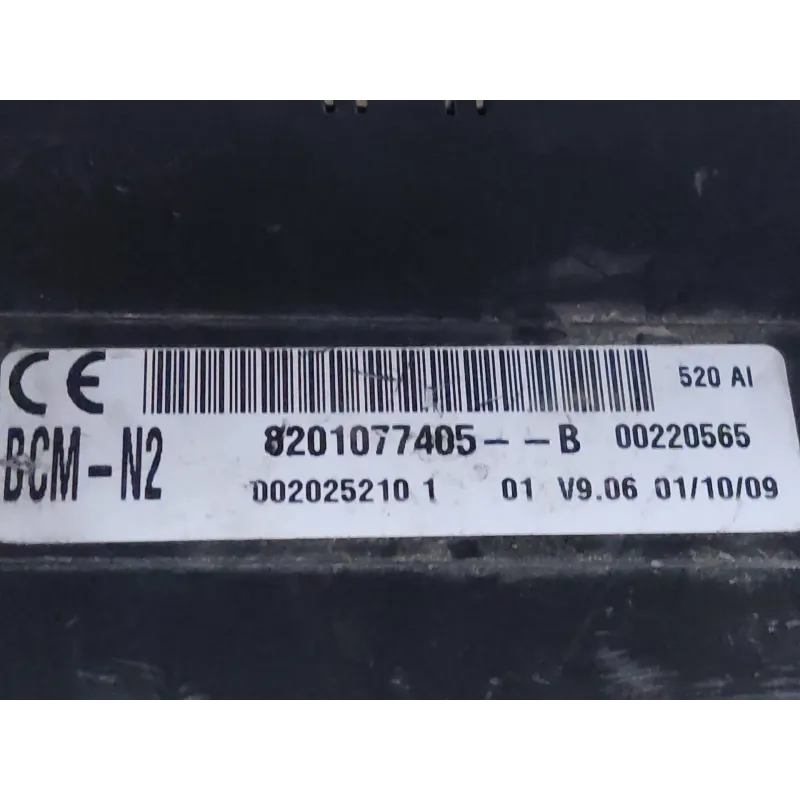 CE 520 AI
BCM-N2 8201077405--B 00220565
002025210 1 01 V9.06 01/10/09